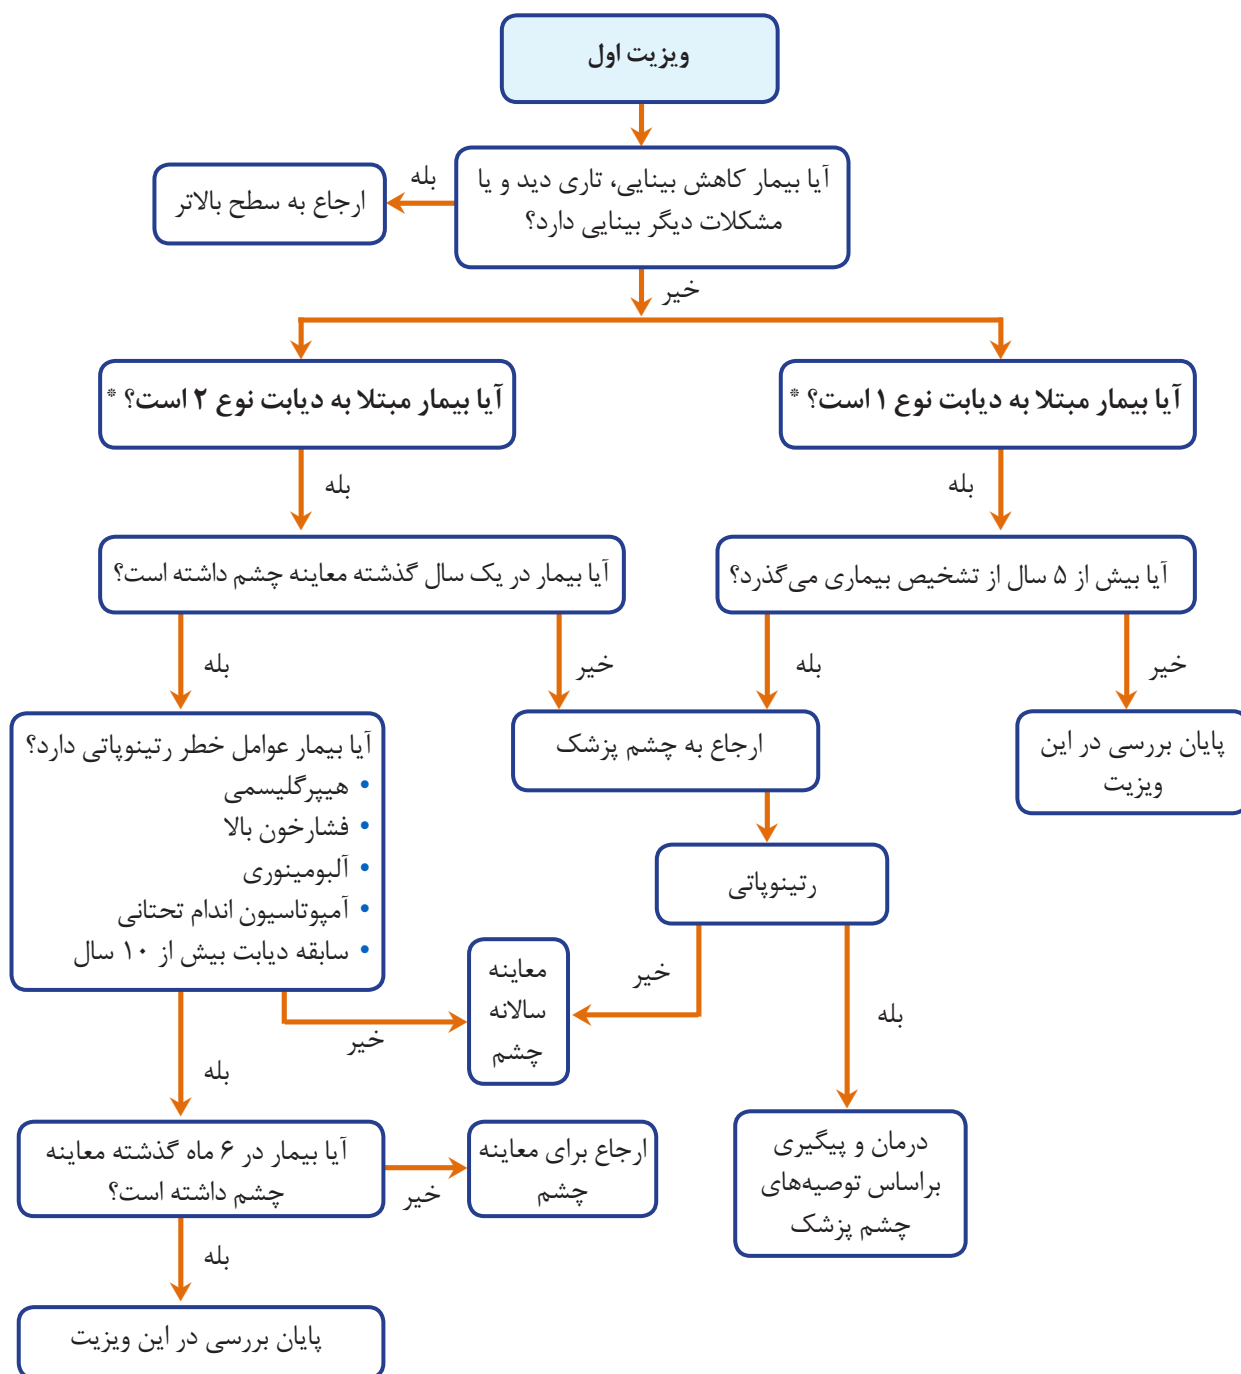 ویزیت اول
آیا بیمار کاهش بینایی، تاری دید و یا
مشکلات دیگر بینایی دارد؟
بله
ارجاع به سطح بالاتر
خیر
آیا بیمار مبتلا به دیابت نوع ۱ است؟ *
آیا بیمار مبتلا به دیابت نوع ۲ است؟ *
بله
بله
آیا بیش از ۵ سال از تشخیص بیماری می‌گذرد؟
آیا بیمار در یک سال گذشته معاینه چشم داشته است؟
خیر
بله
خیر
بله
پایان بررسی در این
ویزیت
ارجاع به چشم پزشک
آیا بیمار عوامل خطر رتینوپاتی دارد؟
• هیپرگلیسمی
• فشارخون بالا
• آلبومینوری
• آمپوتاسیون اندام تحتانی
• سابقه دیابت بیش از ۱۰ سال
رتینوپاتی
خیر
بله
معاینه
سالانه
چشم
خیر
بله
درمان و پیگیری
براساس توصیه‌های
چشم پزشک
آیا بیمار در ۶ ماه گذشته معاینه
چشم داشته است؟
خیر
ارجاع برای معاینه
چشم
بله
پایان بررسی در این ویزیت